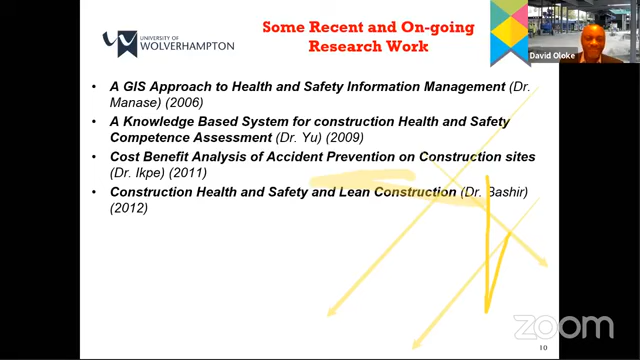 UNIVERSITY OF
WOLVERHAMPTON
Some Recent and On-going
Research Work
David Oloke
• A GIS Approach to Health and Safety Information Management (Dr.
Manase) (2006)
• A Knowledge Based System for construction Health and Safety
Competence Assessment (Dr. Yu) (2009)
• Cost Benefit Analysis of Accident Prevention on Construction sites
(Dr. Ikpe) (2011)
• Construction Health and Safety and Lean Construction (Dr. Bashir)
(2012)
zoom
10